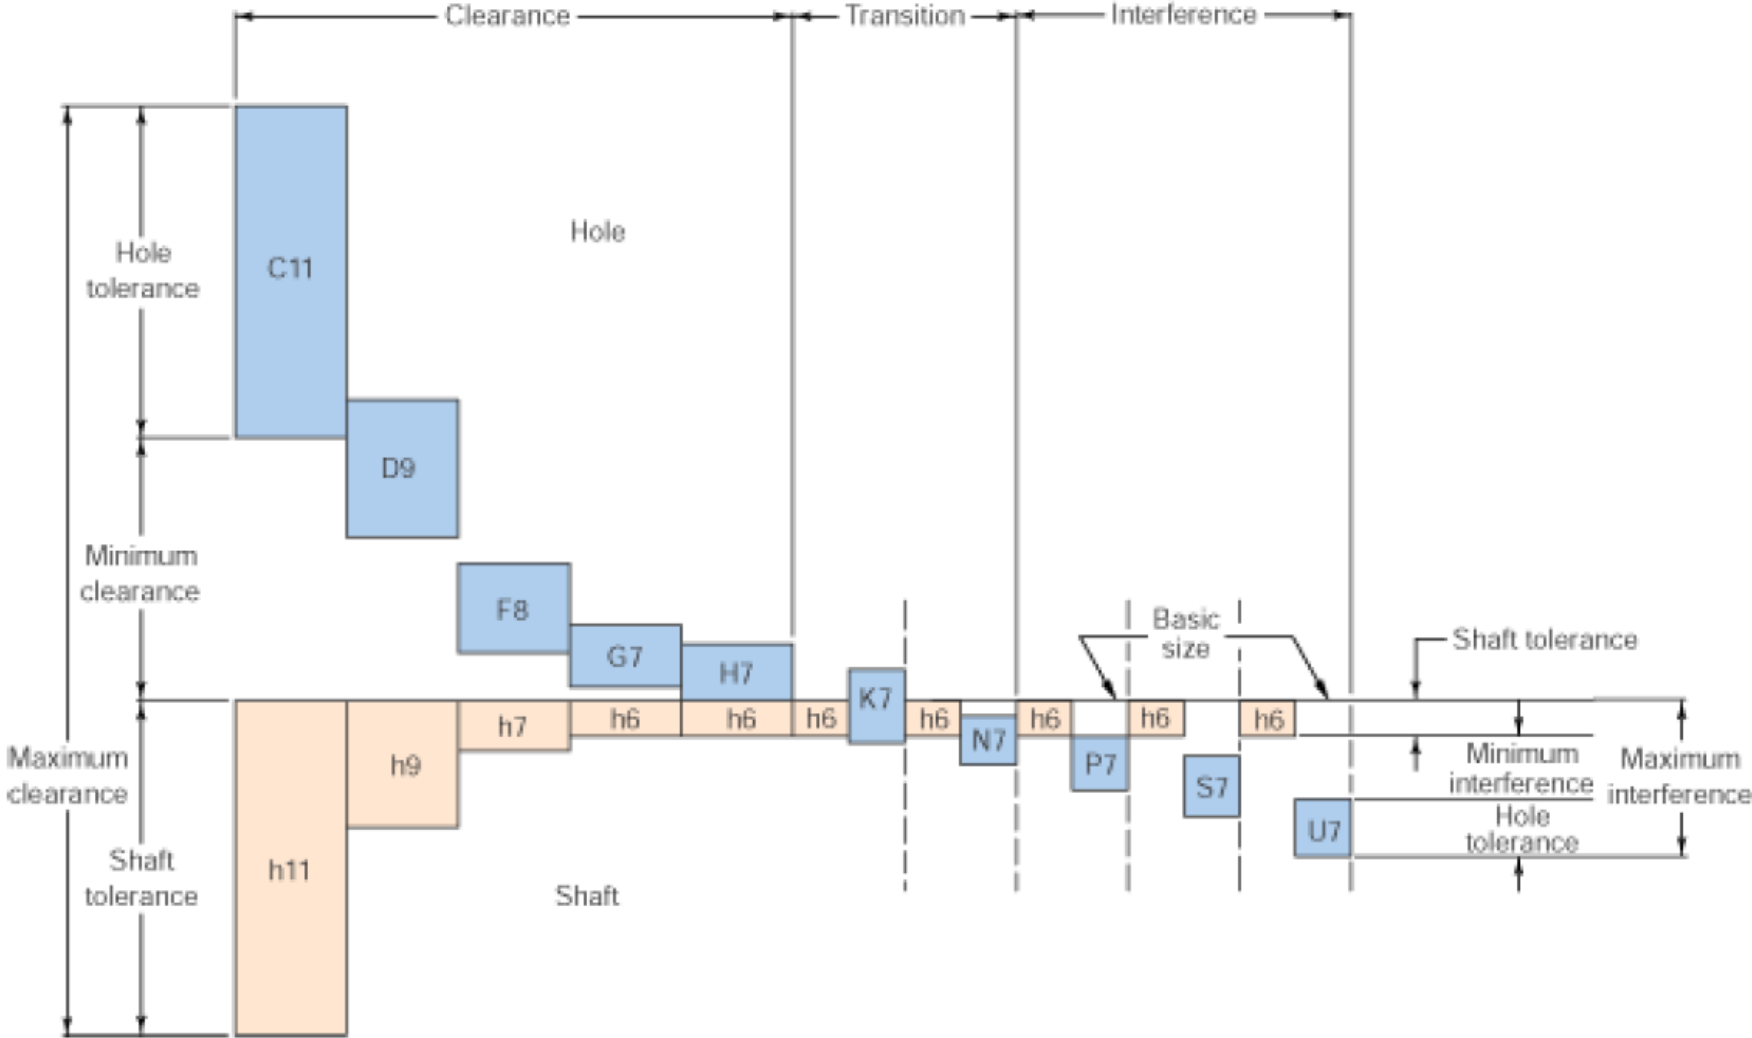 Clearance
Transition
Interference
Hole
Hole
tolerance
C11
D9
Minimum
clearance
F8
G7
H7
K7
Basic
size
Shaft tolerance
h7
h6
h6
h6
h6
N7
h6
P7
h6
S7
h6
U7
h9
h11
Maximum
clearance
Shaft
tolerance
Shaft
Minimum
interference
Maximum
interference
Hole
tolerance